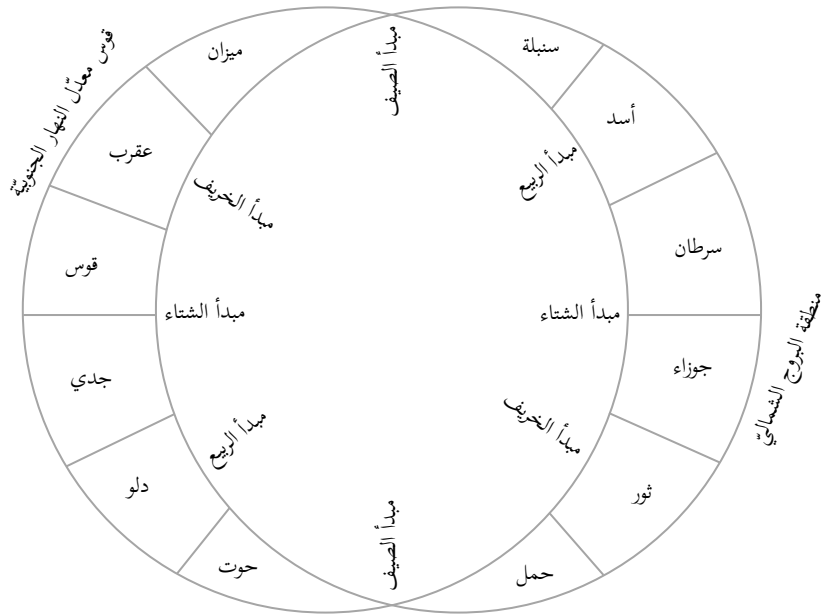 سنبلة
مبدأ الصيف
ميزان
قوس معدّل النهار الجنوبيّة
أسد
مبدأ الربيع
عقرب
مبدأ الخريف
سرطان
قوس
مبدأ الشتاء
مبدأ الشتاء
منطقة البروج الشماليّ
جوزاء
جدي
مبدأ الخريف
مبدأ الربيع
ثور
دلو
مبدأ الصيف
حمل
حوت